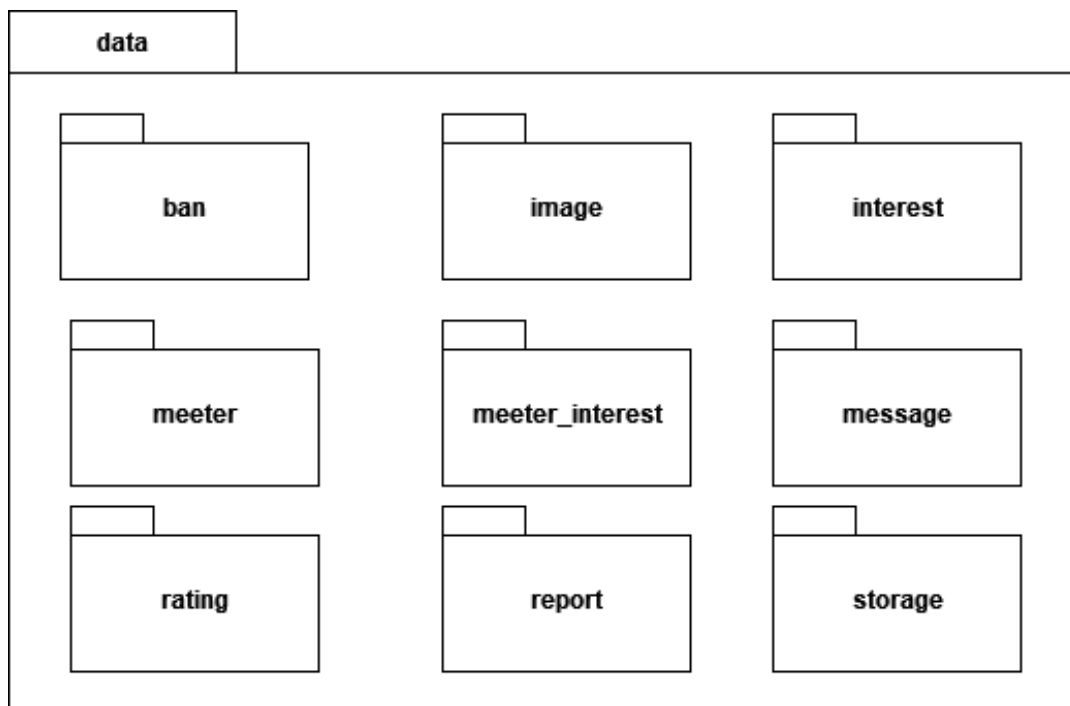 data
ban
image
interest
meeter
meeter_interest
message
rating
report
storage